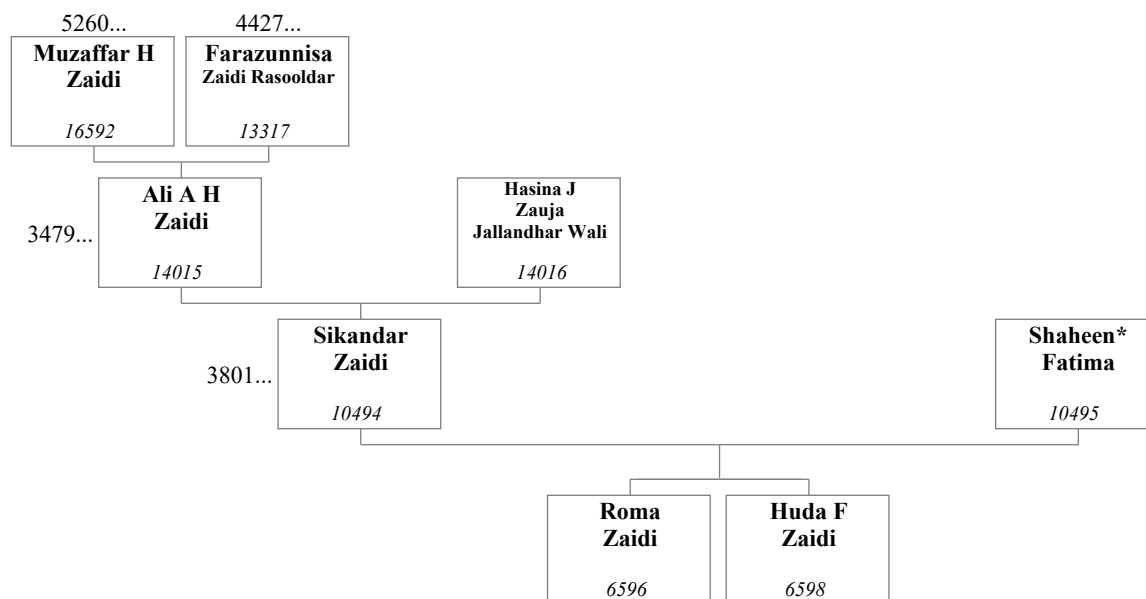 5260...
4427...
Muzaffar H
Zaidi
16592
Farazunnisa
Zaidi Rasooldar
13317
3479...
Ali A H
Zaidi
14015
Hasina J
Zauja
Jallandhar Wali
14016
3801...
Sikandar
Zaidi
10494
Shaheen*
Fatima
10495
Roma
Zaidi
6596
Huda F
Zaidi
6598